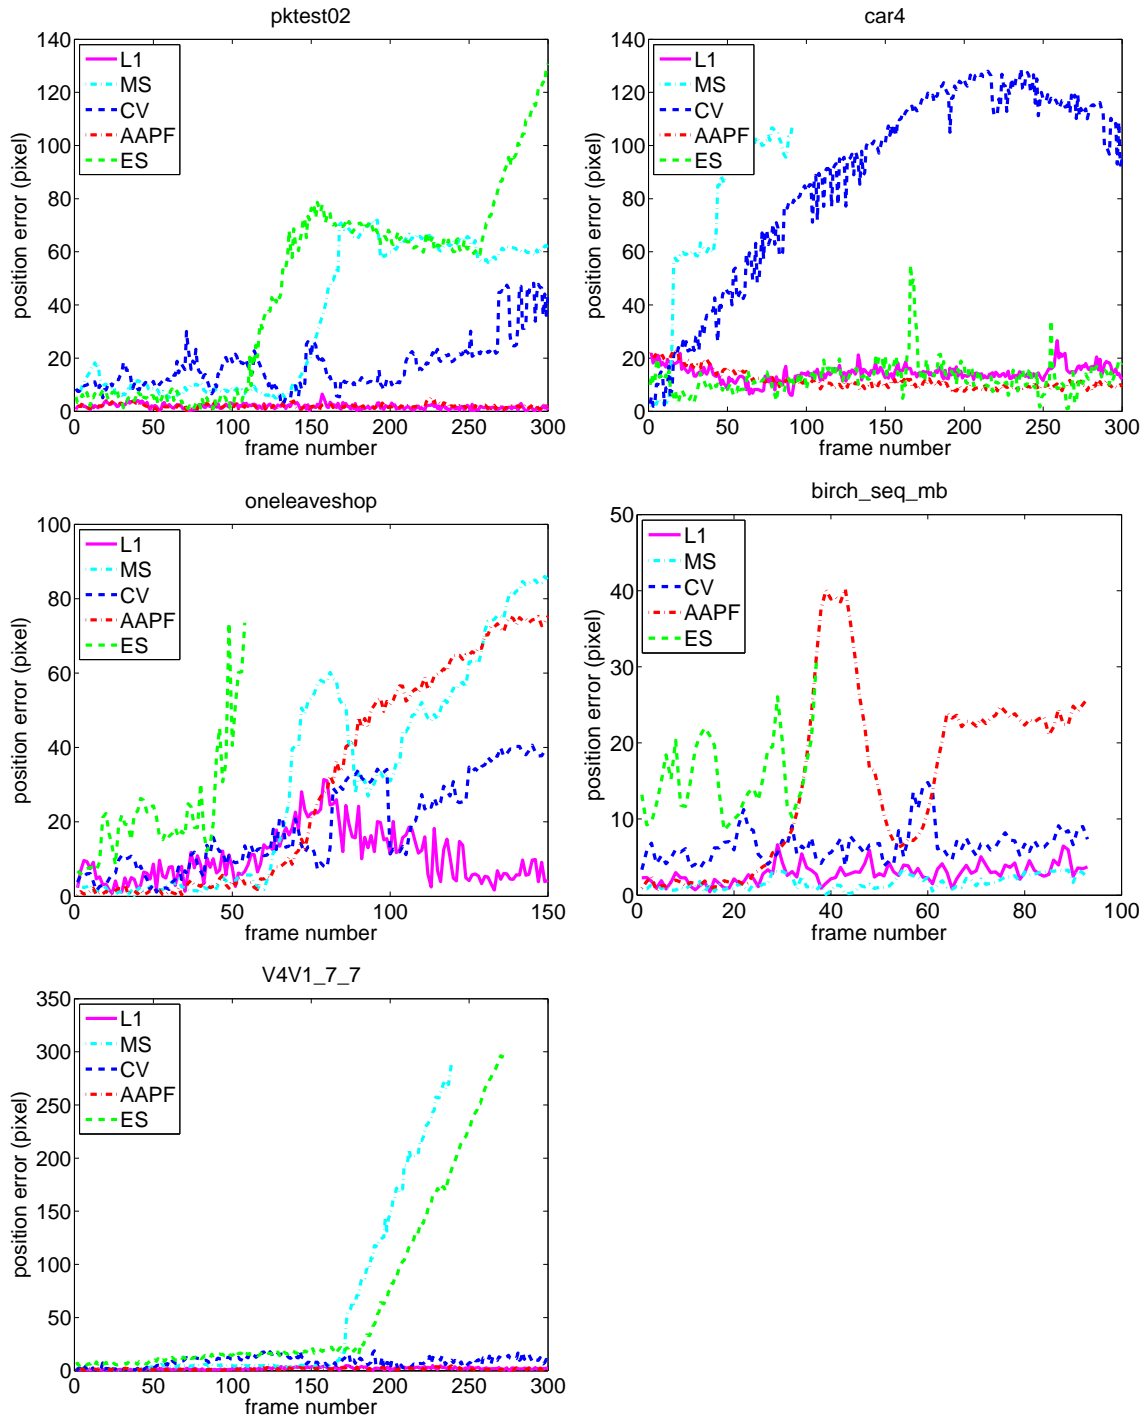 pktest02
140
120
100
80
60
40
20
0
0 50 100 150 200 250 300
position error (pixel)
frame number
L1
MS
CV
AAPF
ES
car4
140
120
100
80
60
40
20
0
0 50 100 150 200 250 300
position error (pixel)
frame number
L1
MS
CV
AAPF
ES
oneleaveshop
100
80
60
40
20
0
0 50 100 150
position error (pixel)
frame number
L1
MS
CV
AAPF
ES
birch_seq_mb
50
40
30
20
10
0
0 20 40 60 80 100
position error (pixel)
frame number
L1
MS
CV
AAPF
ES
V4V1_7_7
350
300
250
200
150
100
50
0
0 50 100 150 200 250 300
position error (pixel)
frame number
L1
MS
CV
AAPF
ES